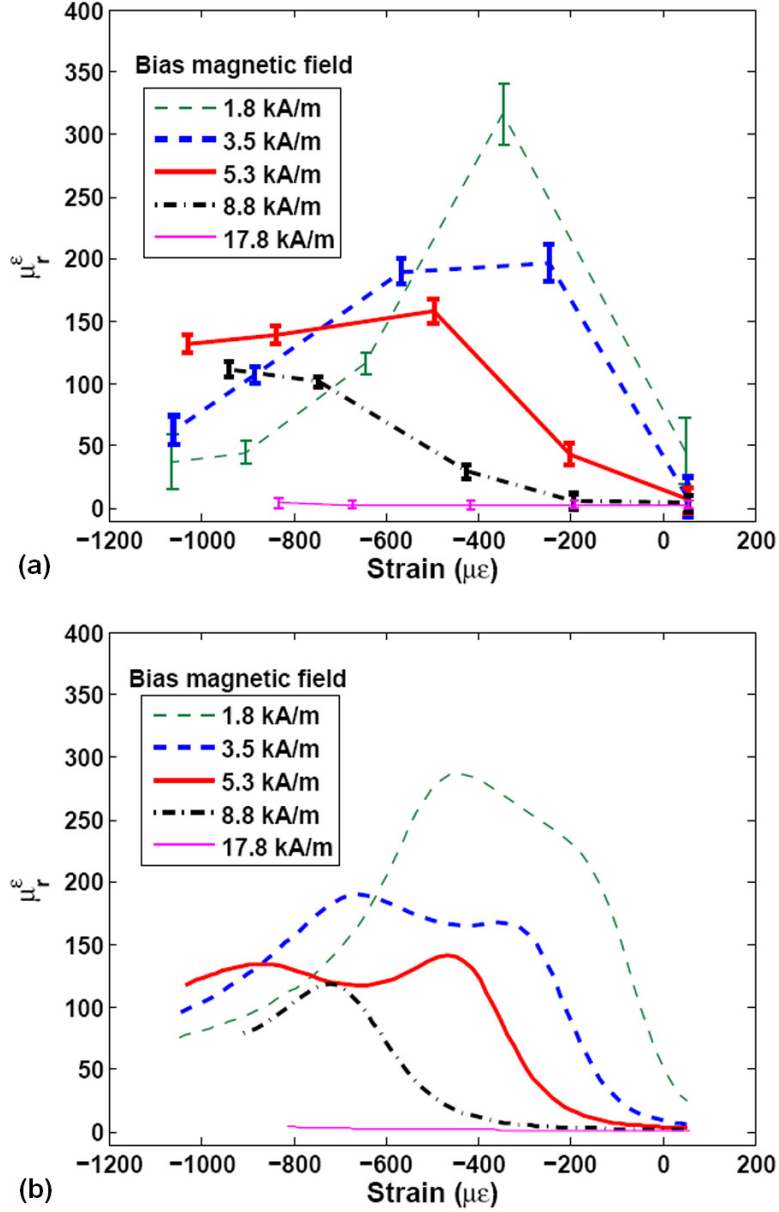 400
350
300
250
200
150
100
50
0
μᵣᵋ
Bias magnetic field
1.8 kA/m
3.5 kA/m
5.3 kA/m
8.8 kA/m
17.8 kA/m
−1200 −1000 −800 −600 −400 −200 0 200
Strain (με)
(a)
400
350
300
250
200
150
100
50
0
μᵣᵋ
Bias magnetic field
1.8 kA/m
3.5 kA/m
5.3 kA/m
8.8 kA/m
17.8 kA/m
−1200 −1000 −800 −600 −400 −200 0 200
Strain (με)
(b)